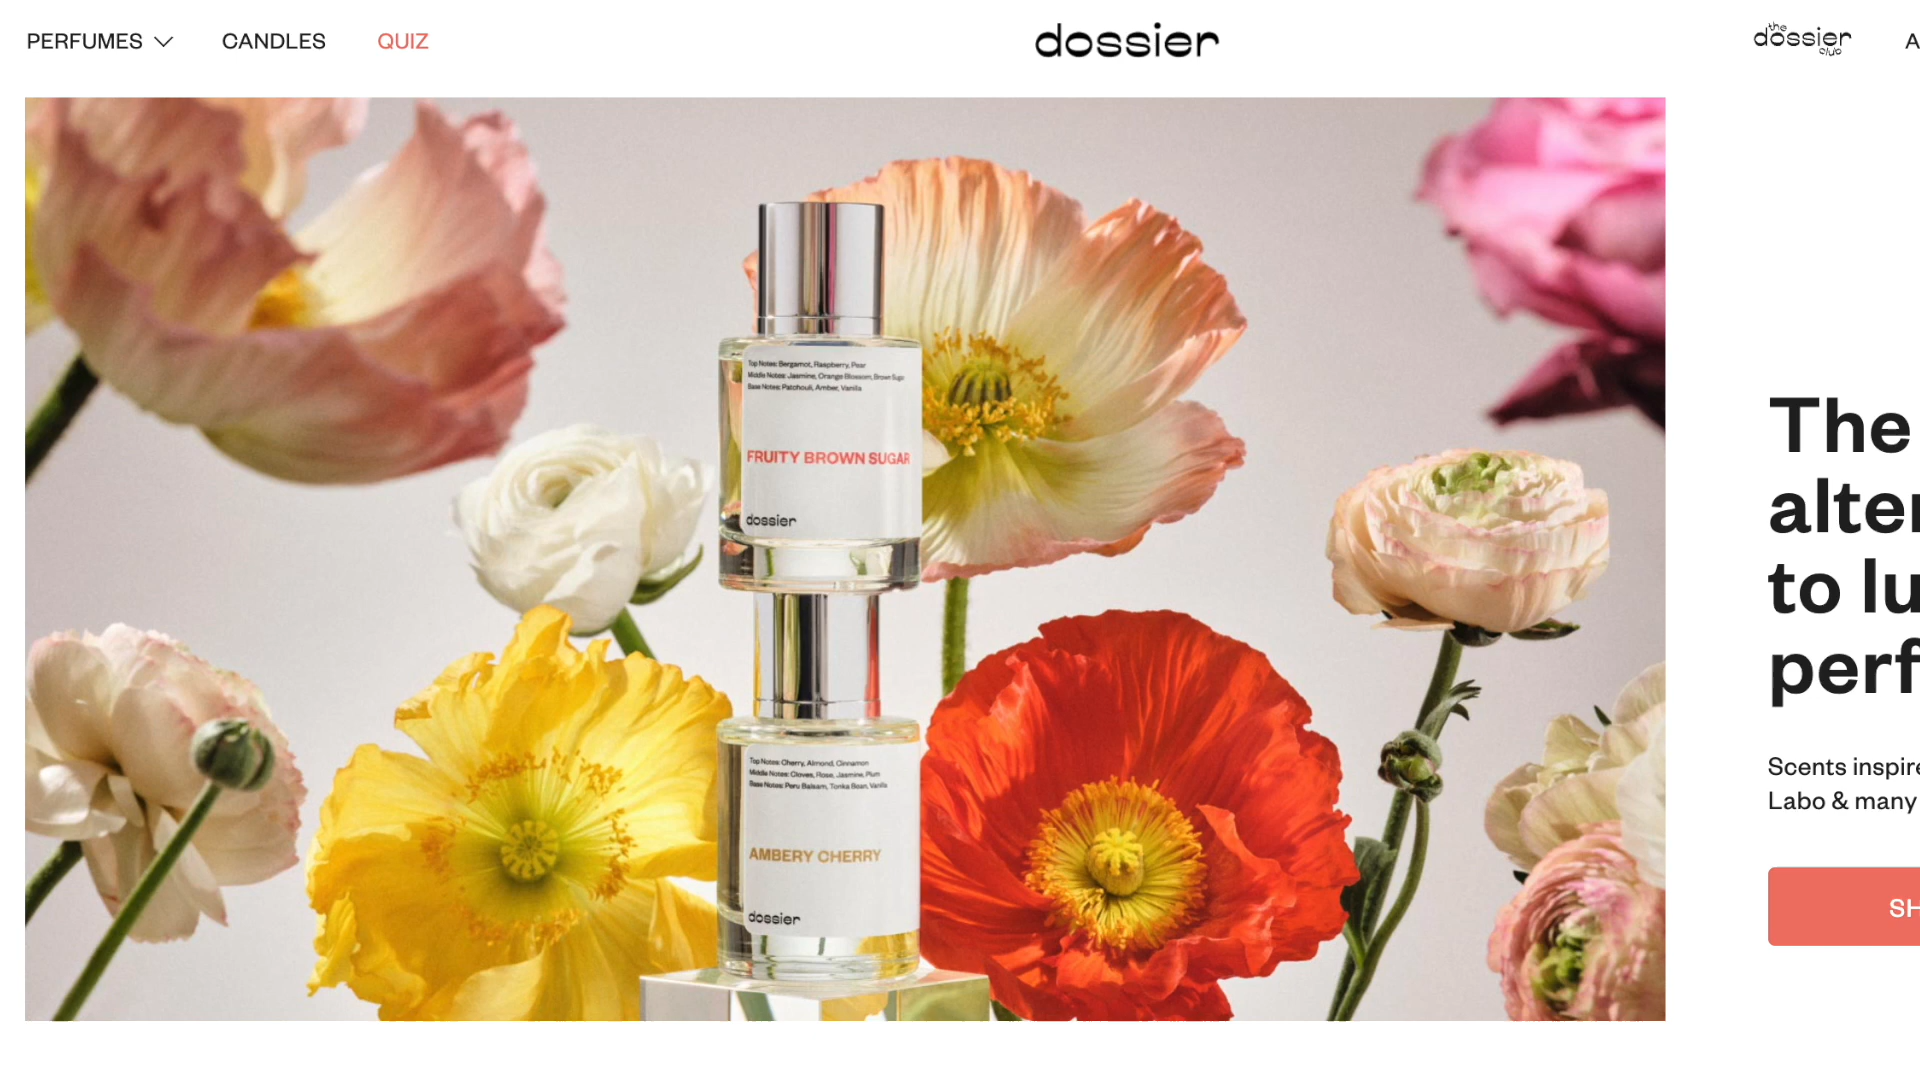 PERFUMES
CANDLES
QUIZ
dossier
the
dossier
club
A
Top Notes: Bergamot, Raspberry, Pear
Middle Notes: Jasmine, Orange Blossom, Brown Suga
Base Notes: Patchouli, Amber, Vanilla
FRUITY BROWN SUGAR
dossier
Top Notes: Cherry, Almond, Cinnamon
Middle Notes: Cloves, Rose, Jasmine, Plum
Base Notes: Peru Balsam, Tonka Bean, Vanilla
AMBERY CHERRY
dossier
The
alter
to lu
perf
Scents inspire
Labo & many
SH